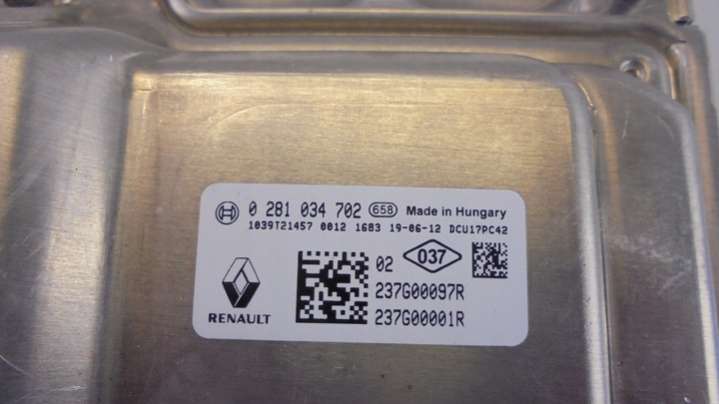 0 281 034 702 658 Made in Hungary
1039T21457 0012 1683 19-06-12 DCU17PC42
02 037
237G00097R
RENAULT 237G00001R